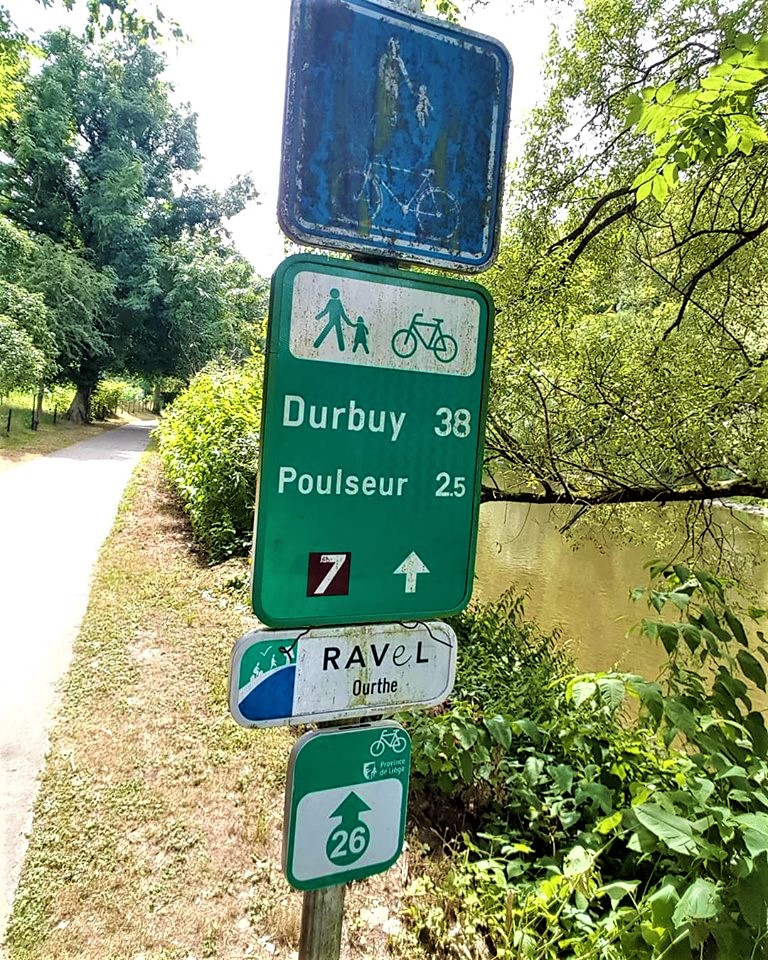 Durbuy 38
Poulseur 2.5
7
RAVeL
Ourthe
Province
de Liège
26